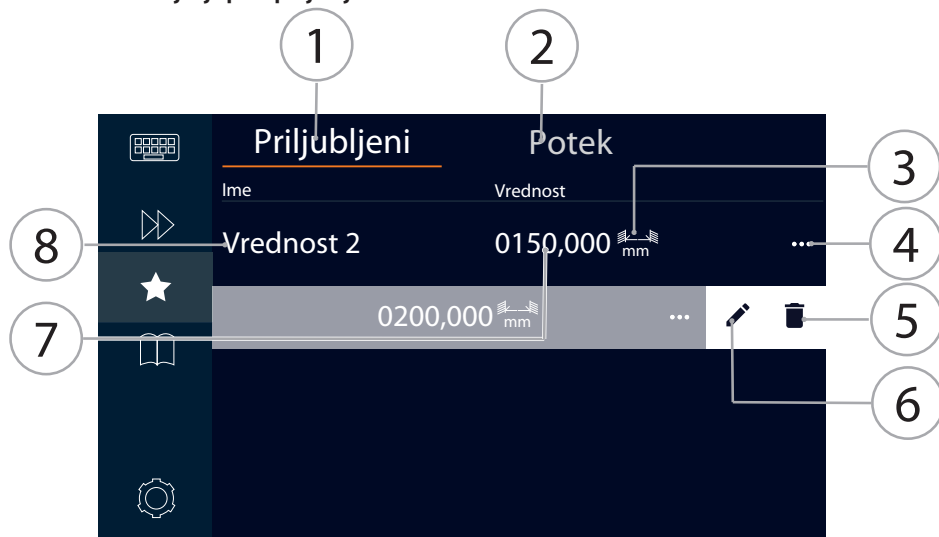 1 2
Priljubljeni Potek
3
Ime Vrednost
8 Vrednost 2 0150,000 mm ... 4
7 0200,000 mm ... 5
6